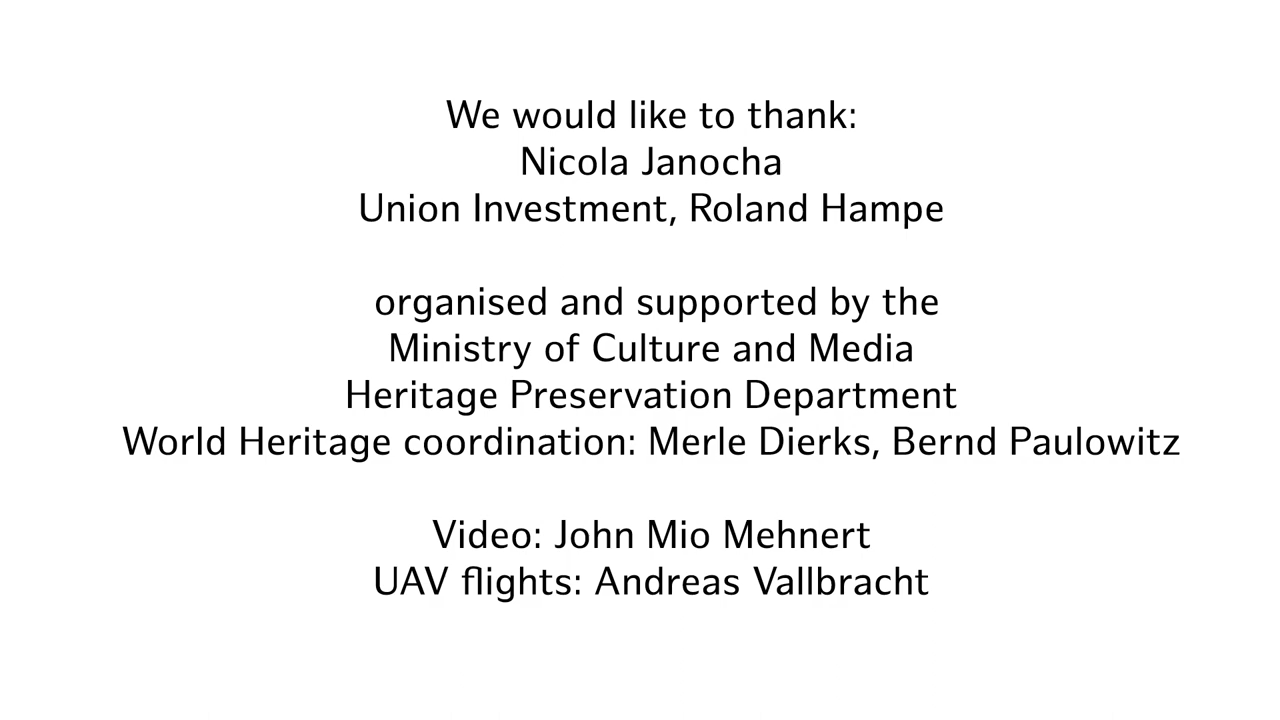 We would like to thank:
Nicola Janocha
Union Investment, Roland Hampe
organised and supported by the
Ministry of Culture and Media
Heritage Preservation Department
World Heritage coordination: Merle Dierks, Bernd Paulowitz
Video: John Mio Mehnert
UAV flights: Andreas Vallbracht